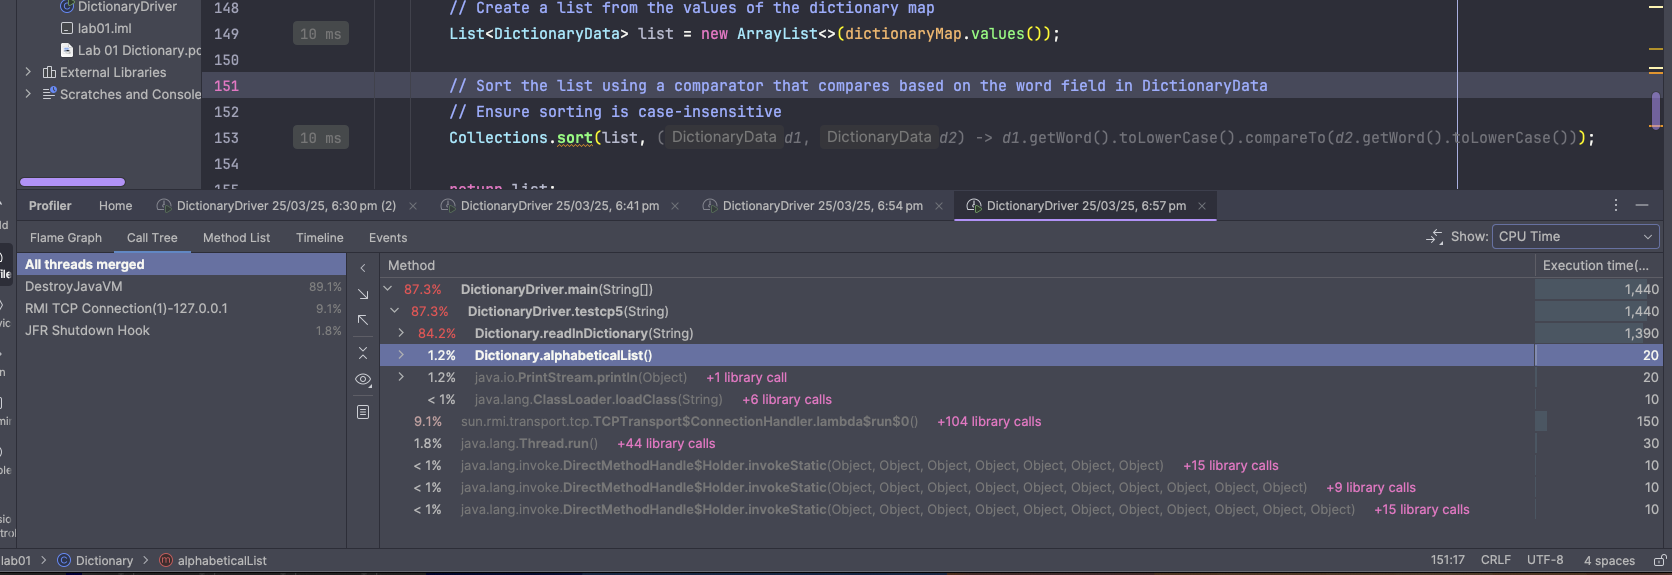 DictionaryDriver
lab01.iml
Lab 01 Dictionary.pc
External Libraries
Scratches and Console
148 // Create a list from the values of the dictionary map
149 10 ms List<DictionaryData> list = new ArrayList<>(dictionaryMap.values());
150
151 // Sort the list using a comparator that compares based on the word field in DictionaryData
152 // Ensure sorting is case-insensitive
153 10 ms Collections.sort(list, ( DictionaryData d1, DictionaryData d2) -> d1.getWord().toLowerCase().compareTo(d2.getWord().toLowerCase()));
154
155 return list;
Profiler Home DictionaryDriver 25/03/25, 6:30 pm (2) × DictionaryDriver 25/03/25, 6:41 pm × DictionaryDriver 25/03/25, 6:54 pm × DictionaryDriver 25/03/25, 6:57 pm ×
Flame Graph Call Tree Method List Timeline Events Show: CPU Time
All threads merged
DestroyJavaVM 89.1%
RMI TCP Connection(1)-127.0.0.1 9.1%
JFR Shutdown Hook 1.8%
Method Execution time(...
87.3% DictionaryDriver.main(String[]) 1,440
87.3% DictionaryDriver.testcp5(String) 1,440
84.2% Dictionary.readInDictionary(String) 1,390
1.2% Dictionary.alphabeticalList() 20
1.2% java.io.PrintStream.println(Object) +1 library call 20
< 1% java.lang.ClassLoader.loadClass(String) +6 library calls 10
9.1% sun.rmi.transport.tcp.TCPTransport$ConnectionHandler.lambda$run$0() +104 library calls 150
1.8% java.lang.Thread.run() +44 library calls 30
< 1% java.lang.invoke.DirectMethodHandle$Holder.invokeStatic(Object, Object, Object, Object, Object, Object, Object) +15 library calls 10
< 1% java.lang.invoke.DirectMethodHandle$Holder.invokeStatic(Object, Object, Object, Object, Object, Object, Object, Object, Object, Object) +9 library calls 10
< 1% java.lang.invoke.DirectMethodHandle$Holder.invokeStatic(Object, Object, Object, Object, Object, Object, Object, Object, Object, Object, Object) +15 library calls 10
lab01 > Dictionary > alphabeticalList 151:17 CRLF UTF-8 4 spaces